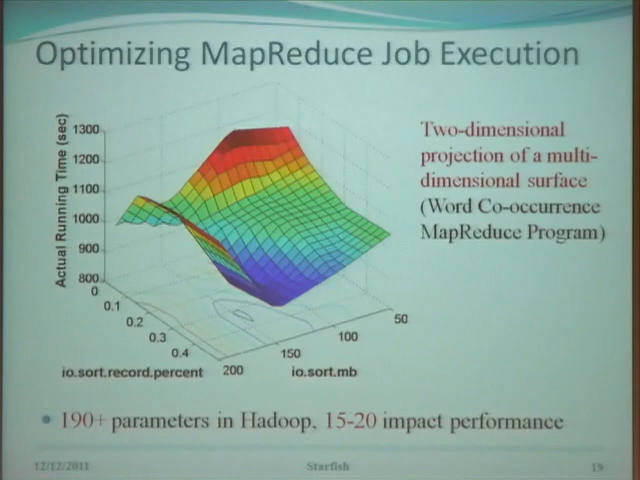 Optimizing MapReduce Job Execution
Actual Running Time (sec)
1300
1200
1100
1000
900
800
0
0.1
0.2
0.3
0.4
io.sort.record.percent
200
150
100
50
io.sort.mb
Two-dimensional
projection of a multi-
dimensional surface
(Word Co-occurrence
MapReduce Program)
• 190+ parameters in Hadoop, 15-20 impact performance
12/12/2011
Starfish
19